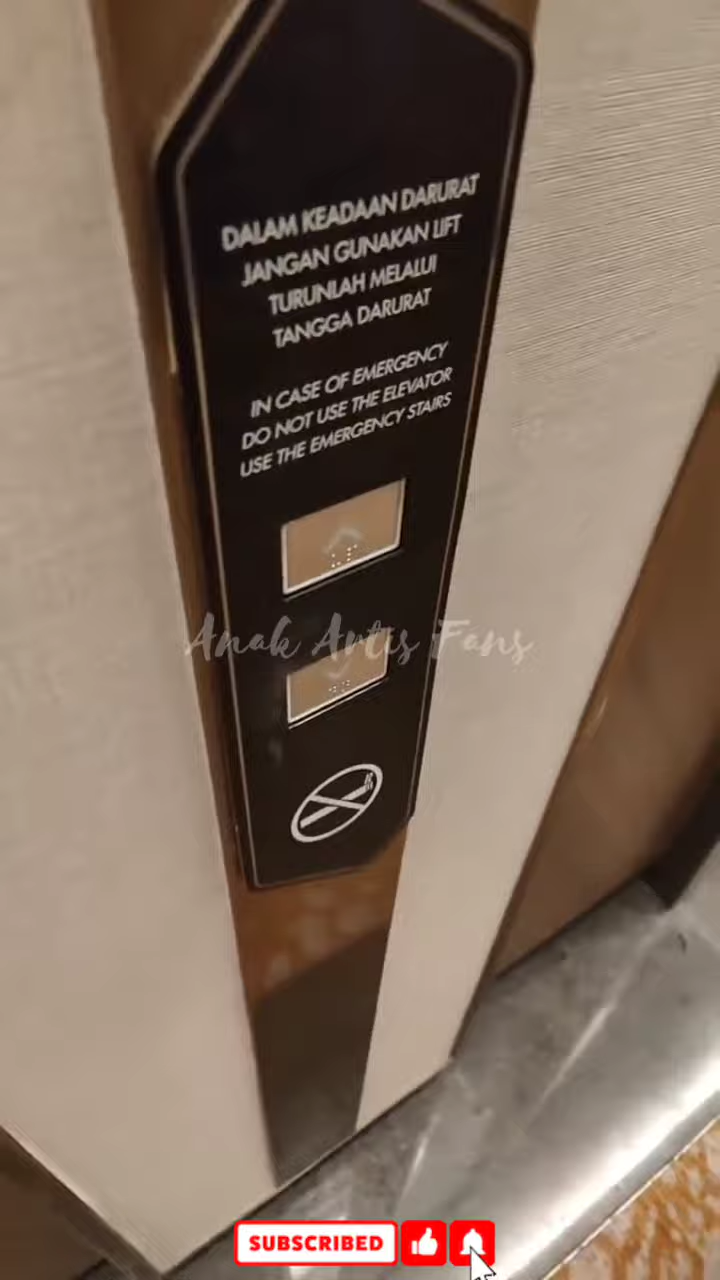 DALAM KEADAAN DARURAT
JANGAN GUNAKAN LIFT
TURUNLAH MELALUI
TANGGA DARURAT
IN CASE OF EMERGENCY
DO NOT USE THE ELEVATOR
USE THE EMERGENCY STAIRS
Anak Artis Fans
SUBSCRIBED